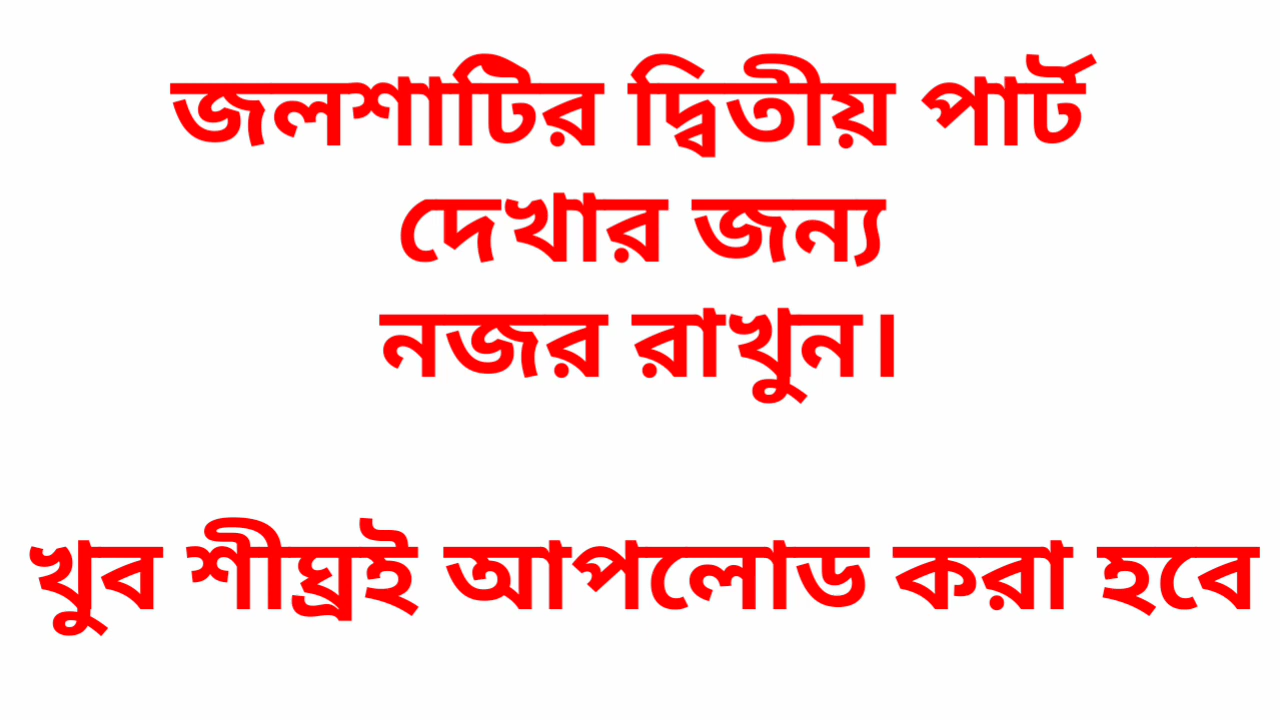 জলশাটির দ্বিতীয় পার্ট
দেখার জন্য
নজর রাখুন।
খুব শীঘ্রই আপলোড করা হবে